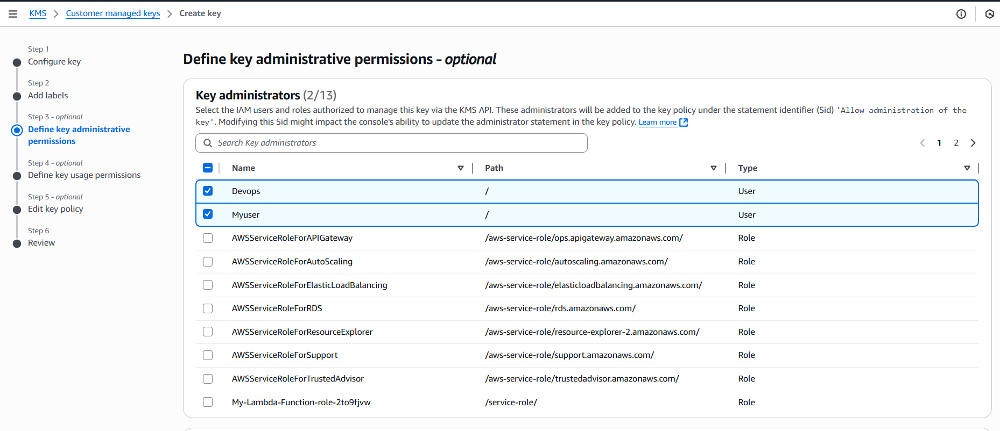 KMS > Customer managed keys > Create key
Step 1
Configure key
Step 2
Add labels
Step 3 - optional
Define key administrative
permissions
Step 4 - optional
Define key usage permissions
Step 5 - optional
Edit key policy
Step 6
Review
Define key administrative permissions - optional
Key administrators (2/13)
Select the IAM users and roles authorized to manage this key via the KMS API. These administrators will be added to the key policy under the statement identifier (Sid) 'Allow administration of the
key'. Modifying this Sid might impact the console's ability to update the administrator statement in the key policy. Learn more
Search Key administrators
1 2
Name Path Type
Devops / User
Myuser / User
AWSServiceRoleForAPIGateway /aws-service-role/ops.apigateway.amazonaws.com/ Role
AWSServiceRoleForAutoScaling /aws-service-role/autoscaling.amazonaws.com/ Role
AWSServiceRoleForElasticLoadBalancing /aws-service-role/elasticloadbalancing.amazonaws.com/ Role
AWSServiceRoleForRDS /aws-service-role/rds.amazonaws.com/ Role
AWSServiceRoleForResourceExplorer /aws-service-role/resource-explorer-2.amazonaws.com/ Role
AWSServiceRoleForSupport /aws-service-role/support.amazonaws.com/ Role
AWSServiceRoleForTrustedAdvisor /aws-service-role/trustedadvisor.amazonaws.com/ Role
My-Lambda-Function-role-2to9fjvw /service-role/ Role